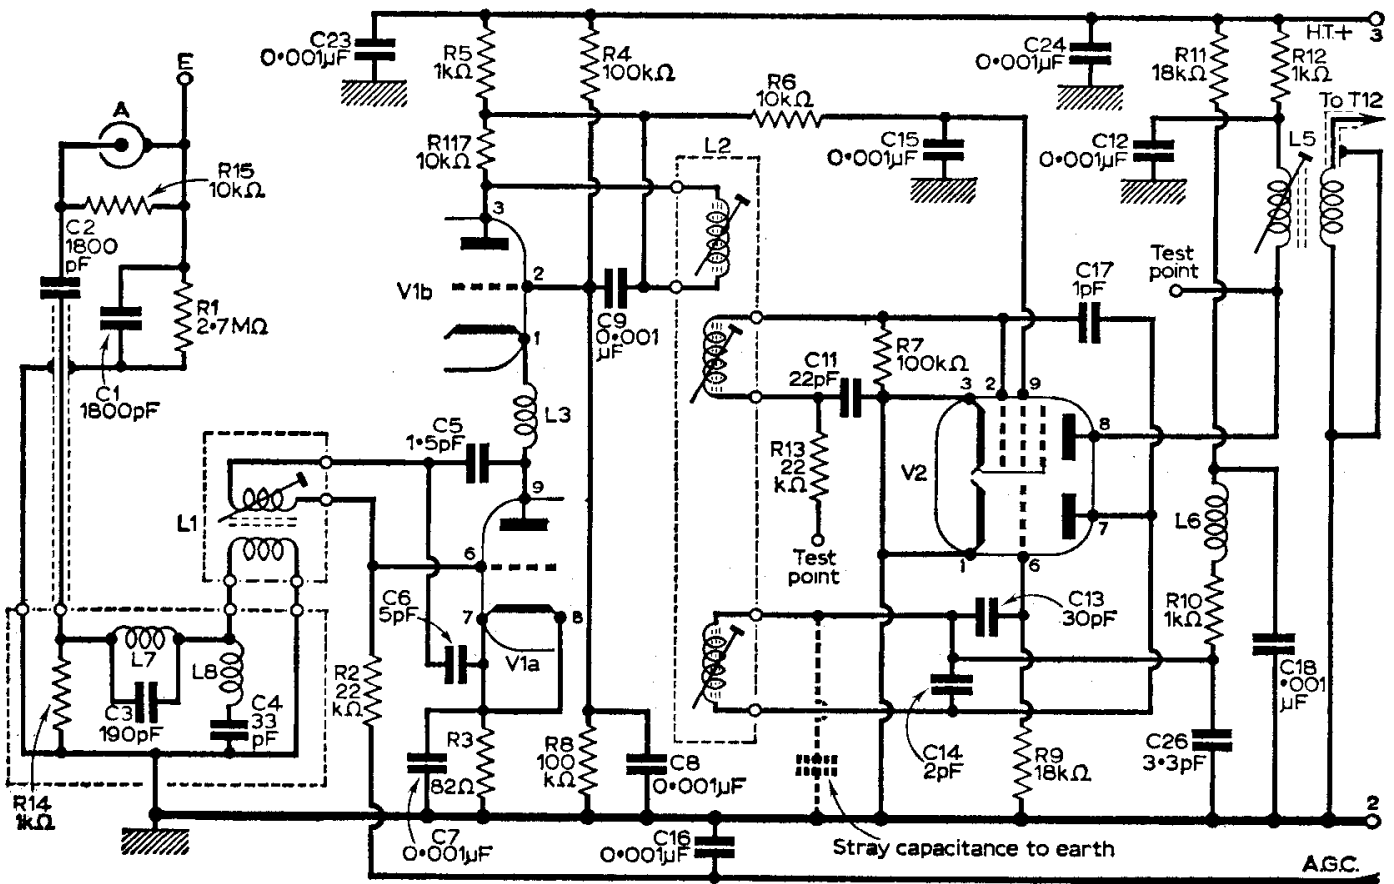 E
A
R15
10kΩ
C2
1800
pF
R1
2·7MΩ
C1
1800pF
L1
L7
L8
C3
190pF
C4
33
pF
R14
1kΩ
C23
0·001µF
R5
1kΩ
R4
100kΩ
R117
10kΩ
3
V1b
2
1
C9
0·001
µF
L3
C5
1·5pF
9
6
C6
5pF
7
8
V1a
R2
22
kΩ
R3
82Ω
C7
0·001µF
R8
100
kΩ
C8
0·001µF
C16
0·001µF
R6
10kΩ
L2
C15
0·001µF
C24
0·001µF
R11
18kΩ
R12
1kΩ
H.T.+
3
To T12
C12
0·001µF
L5
Test
point
C17
1pF
R7
100kΩ
C11
22pF
3
2
9
8
V2
7
1
6
R13
22
kΩ
Test
point
L6
C13
30pF
R10
1kΩ
C18
·001
µF
C14
2pF
R9
18kΩ
C26
3·3pF
2
Stray capacitance to earth
A.G.C.